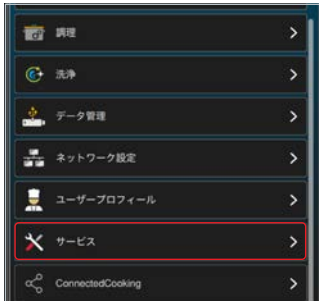 調理
洗浄
データ管理
ネットワーク設定
ユーザープロフィール
サービス
ConnectedCooking